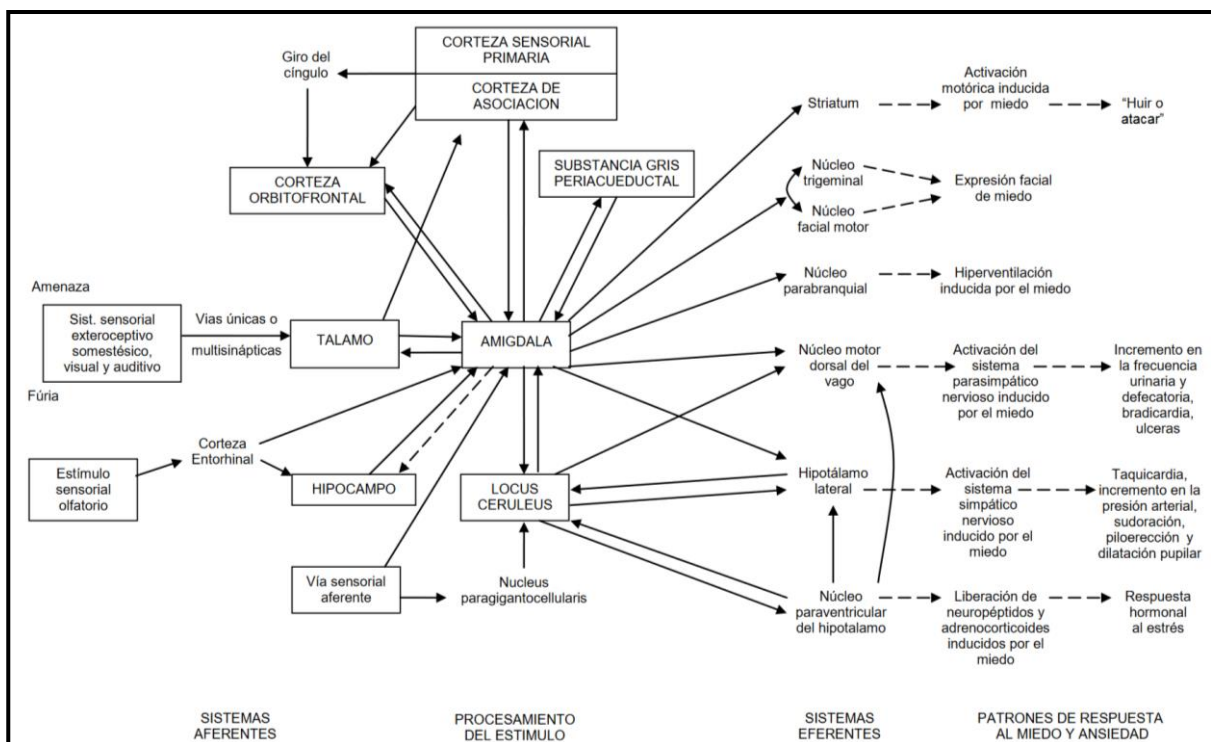 CORTEZA SENSORIAL
PRIMARIA
CORTEZA DE
ASOCIACION
Giro del
cíngulo
CORTEZA
ORBITOFRONTAL
SUBSTANCIA GRIS
PERIACUEDUCTAL
Striatum
Activación
motórica inducida
por miedo
“Huir o
atacar”
Núcleo
trigeminal
Núcleo
facial motor
Expresión facial
de miedo
Núcleo
parabranquial
Hiperventilación
inducida por el miedo
Amenaza
Sist. sensorial
exteroceptivo
somestésico,
visual y auditivo
Fúria
Vias únicas o
multisinápticas
TALAMO
AMIGDALA
Núcleo motor
dorsal del
vago
Activación del
sistema
parasimpático
nervioso inducido
por el miedo
Incremento en
la frecuencia
urinaria y
defecatoria,
bradicardia,
ulceras
Estímulo
sensorial
olfatorio
Corteza
Entorhinal
HIPOCAMPO
LOCUS
CERULEUS
Hipotálamo
lateral
Activación del
sistema
simpático
nervioso
inducido por el
miedo
Taquicardia,
incremento en la
presión arterial,
sudoración,
piloerección y
dilatación pupilar
Vía sensorial
aferente
Nucleus
paragigantocellularis
Núcleo
paraventricular
del hipotalamo
Liberación de
neuropéptidos y
adrenocorticoides
inducidos por el
miedo
Respuesta
hormonal
al estrés
SISTEMAS
AFERENTES
PROCESAMIENTO
DEL ESTIMULO
SISTEMAS
EFERENTES
PATRONES DE RESPUESTA
AL MIEDO Y ANSIEDAD